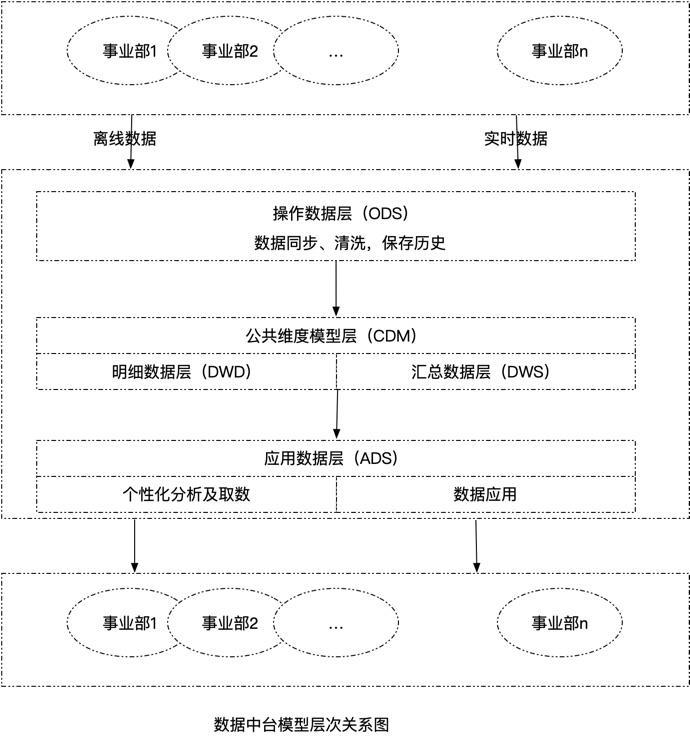 事业部1 事业部2 ... 事业部n
离线数据 实时数据
操作数据层（ODS）
数据同步、清洗，保存历史
公共维度模型层（CDM）
明细数据层（DWD） 汇总数据层（DWS）
应用数据层（ADS）
个性化分析及取数 数据应用
事业部1 事业部2 ... 事业部n
数据中台模型层次关系图